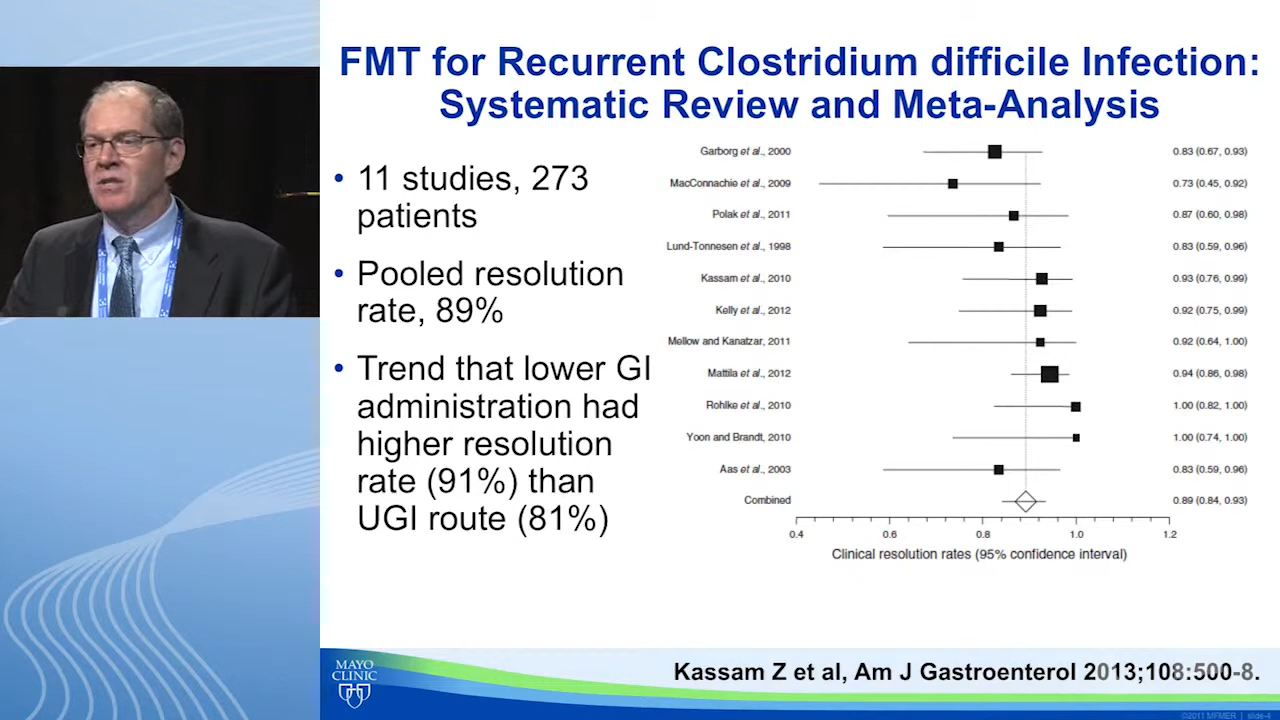 FMT for Recurrent Clostridium difficile Infection:
Systematic Review and Meta-Analysis
• 11 studies, 273
patients
• Pooled resolution
rate, 89%
• Trend that lower GI
administration had
higher resolution
rate (91%) than
UGI route (81%)
Garborg et al., 2000 0.83 (0.67, 0.93)
MacConnachie et al., 2009 0.73 (0.45, 0.92)
Polak et al., 2011 0.87 (0.60, 0.98)
Lund-Tonnesen et al., 1998 0.83 (0.59, 0.96)
Kassam et al., 2010 0.93 (0.76, 0.99)
Kelly et al., 2012 0.92 (0.75, 0.99)
Mellow and Kanatzar, 2011 0.92 (0.64, 1.00)
Mattila et al., 2012 0.94 (0.86, 0.98)
Rohlke et al., 2010 1.00 (0.82, 1.00)
Yoon and Brandt, 2010 1.00 (0.74, 1.00)
Aas et al., 2003 0.83 (0.59, 0.96)
Combined 0.89 (0.84, 0.93)
0.4 0.6 0.8 1.0 1.2
Clinical resolution rates (95% confidence interval)
MAYO
CLINIC
Kassam Z et al, Am J Gastroenterol 2013;108:500-8.
©2011 MFMER | slide-4